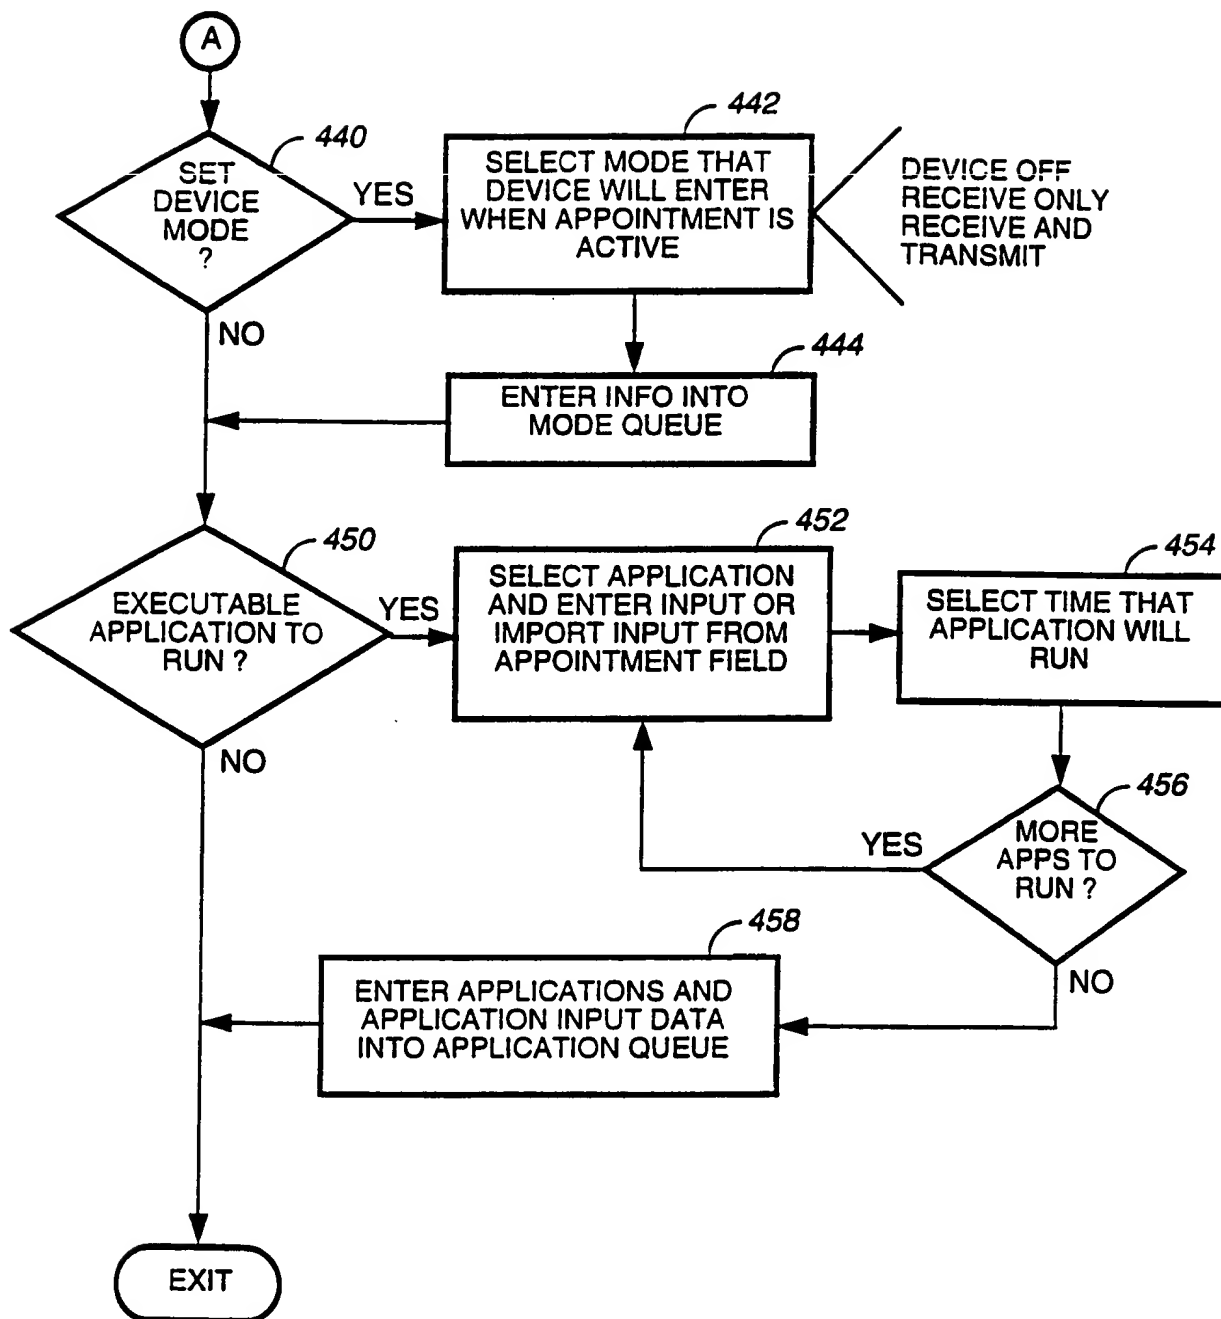 A
440
SET
DEVICE
MODE
?
YES
442
SELECT MODE THAT
DEVICE WILL ENTER
WHEN APPOINTMENT IS
ACTIVE
DEVICE OFF
RECEIVE ONLY
RECEIVE AND
TRANSMIT
NO
444
ENTER INFO INTO
MODE QUEUE
450
EXECUTABLE
APPLICATION TO
RUN ?
YES
452
SELECT APPLICATION
AND ENTER INPUT OR
IMPORT INPUT FROM
APPOINTMENT FIELD
454
SELECT TIME THAT
APPLICATION WILL
RUN
NO
456
MORE
APPS TO
RUN ?
YES
NO
458
ENTER APPLICATIONS AND
APPLICATION INPUT DATA
INTO APPLICATION QUEUE
EXIT